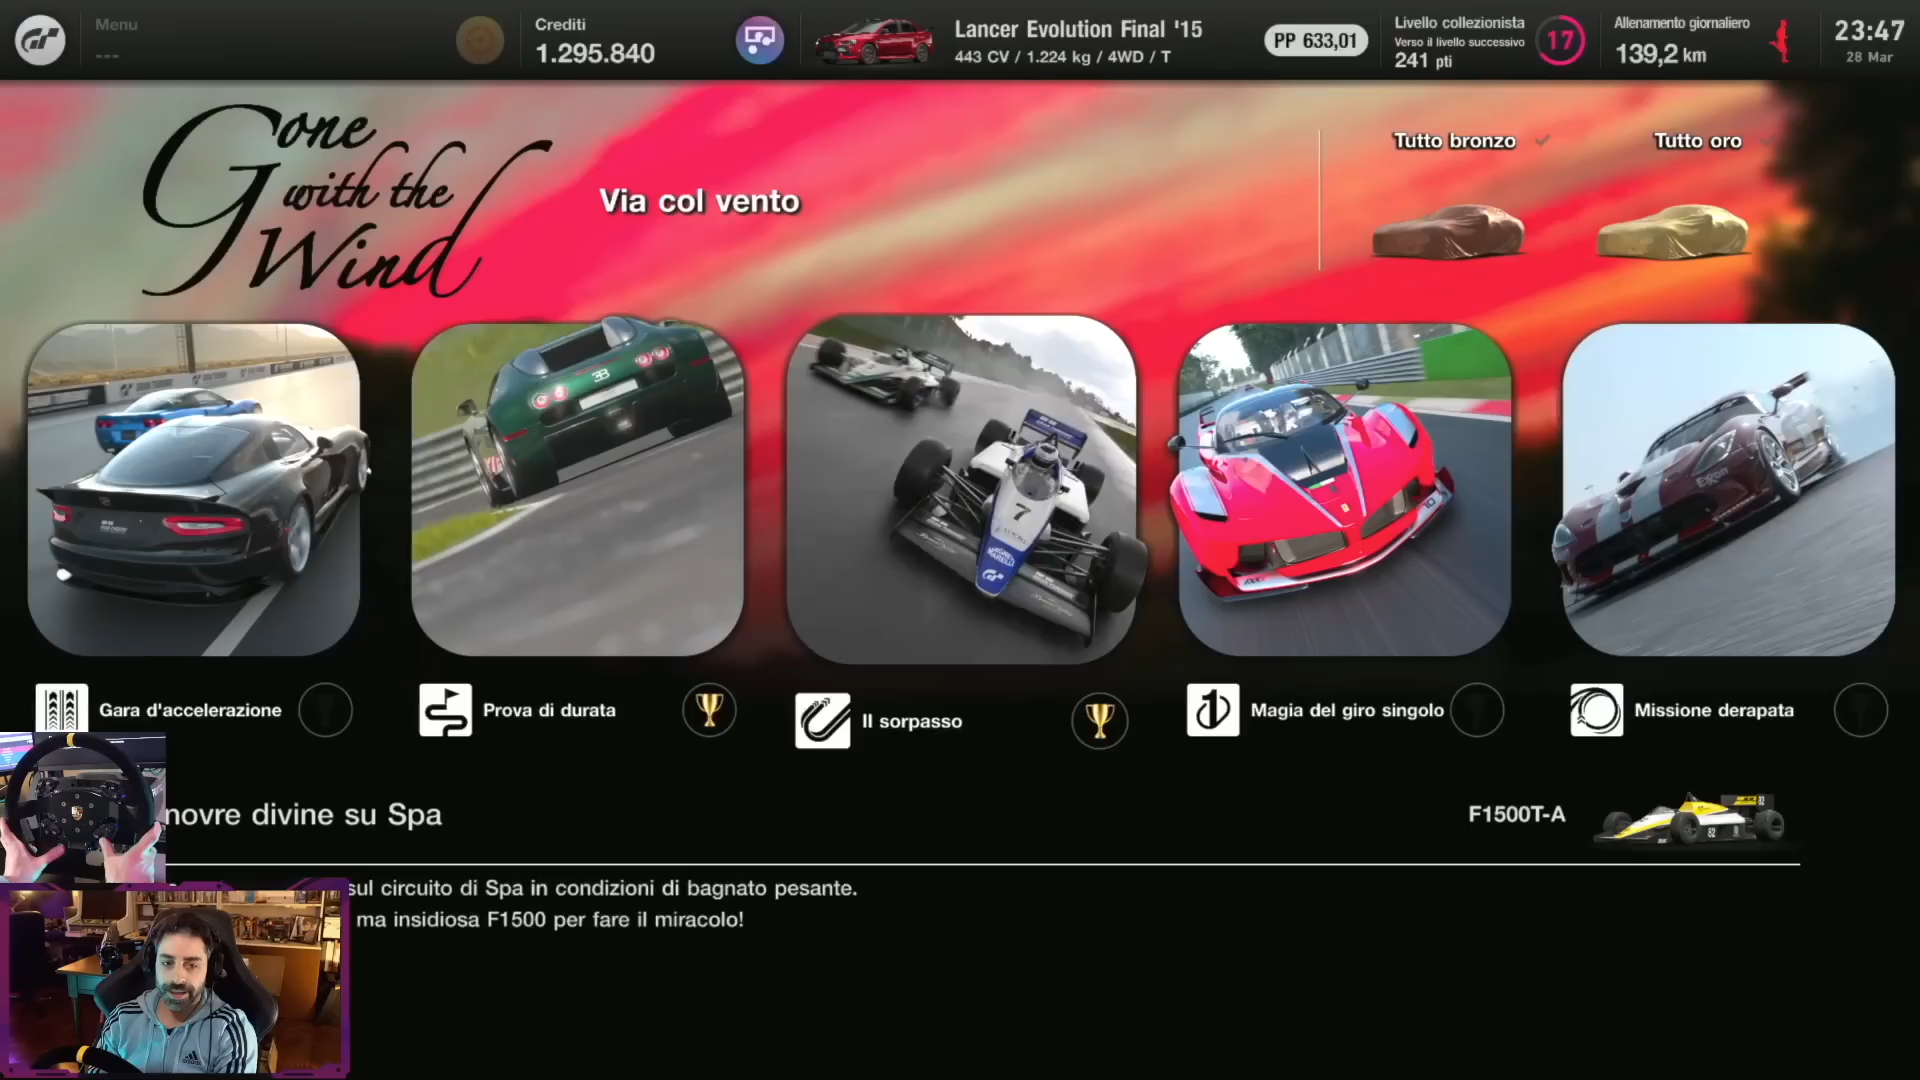 Menu
---
Crediti
1.295.840
Lancer Evolution Final '15
443 CV / 1.224 kg / 4WD / T
PP 633,01
Livello collezionista
Verso il livello successivo
241 pti
17
Allenamento giornaliero
139,2 km
23:47
28 Mar
Gone
with the
Wind
Via col vento
Tutto bronzo
Tutto oro
7
Exxon
Gara d'accelerazione
Prova di durata
Il sorpasso
Magia del giro singolo
Missione derapata
novre divine su Spa
F1500T-A
82
sul circuito di Spa in condizioni di bagnato pesante.
ma insidiosa F1500 per fare il miracolo!
adidas